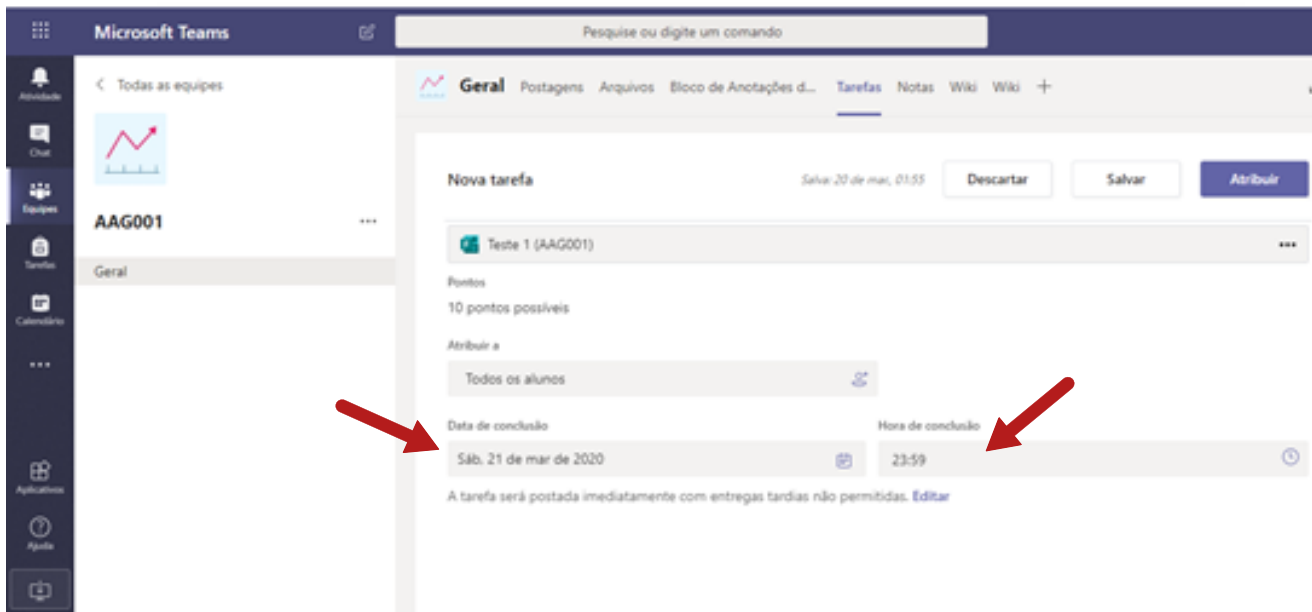 Microsoft Teams
Pesquise ou digite um comando
Atividade
Chat
Equipes
Tarefas
Calendário
Aplicativos
Ajuda
Todas as equipes
AAG001
Geral
Geral Postagens Arquivos Bloco de Anotações d... Tarefas Notas Wiki Wiki
Nova tarefa
Salva: 20 de mar, 01:55
Descartar
Salvar
Atribuir
Teste 1 (AAG001)
Pontos
10 pontos possíveis
Atribuir a
Todos os alunos
Data de conclusão
Hora de conclusão
Sáb, 21 de mar de 2020
23:59
A tarefa será postada imediatamente com entregas tardias não permitidas. Editar